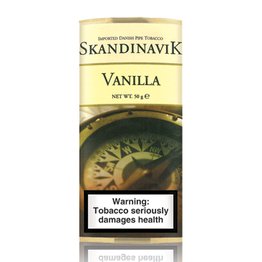 IMPORTED DANISH PIPE TOBACCO
SKANDINAVIK
VANILLA
NET WT. 50 g ℮
Warning:
Tobacco seriously
damages health